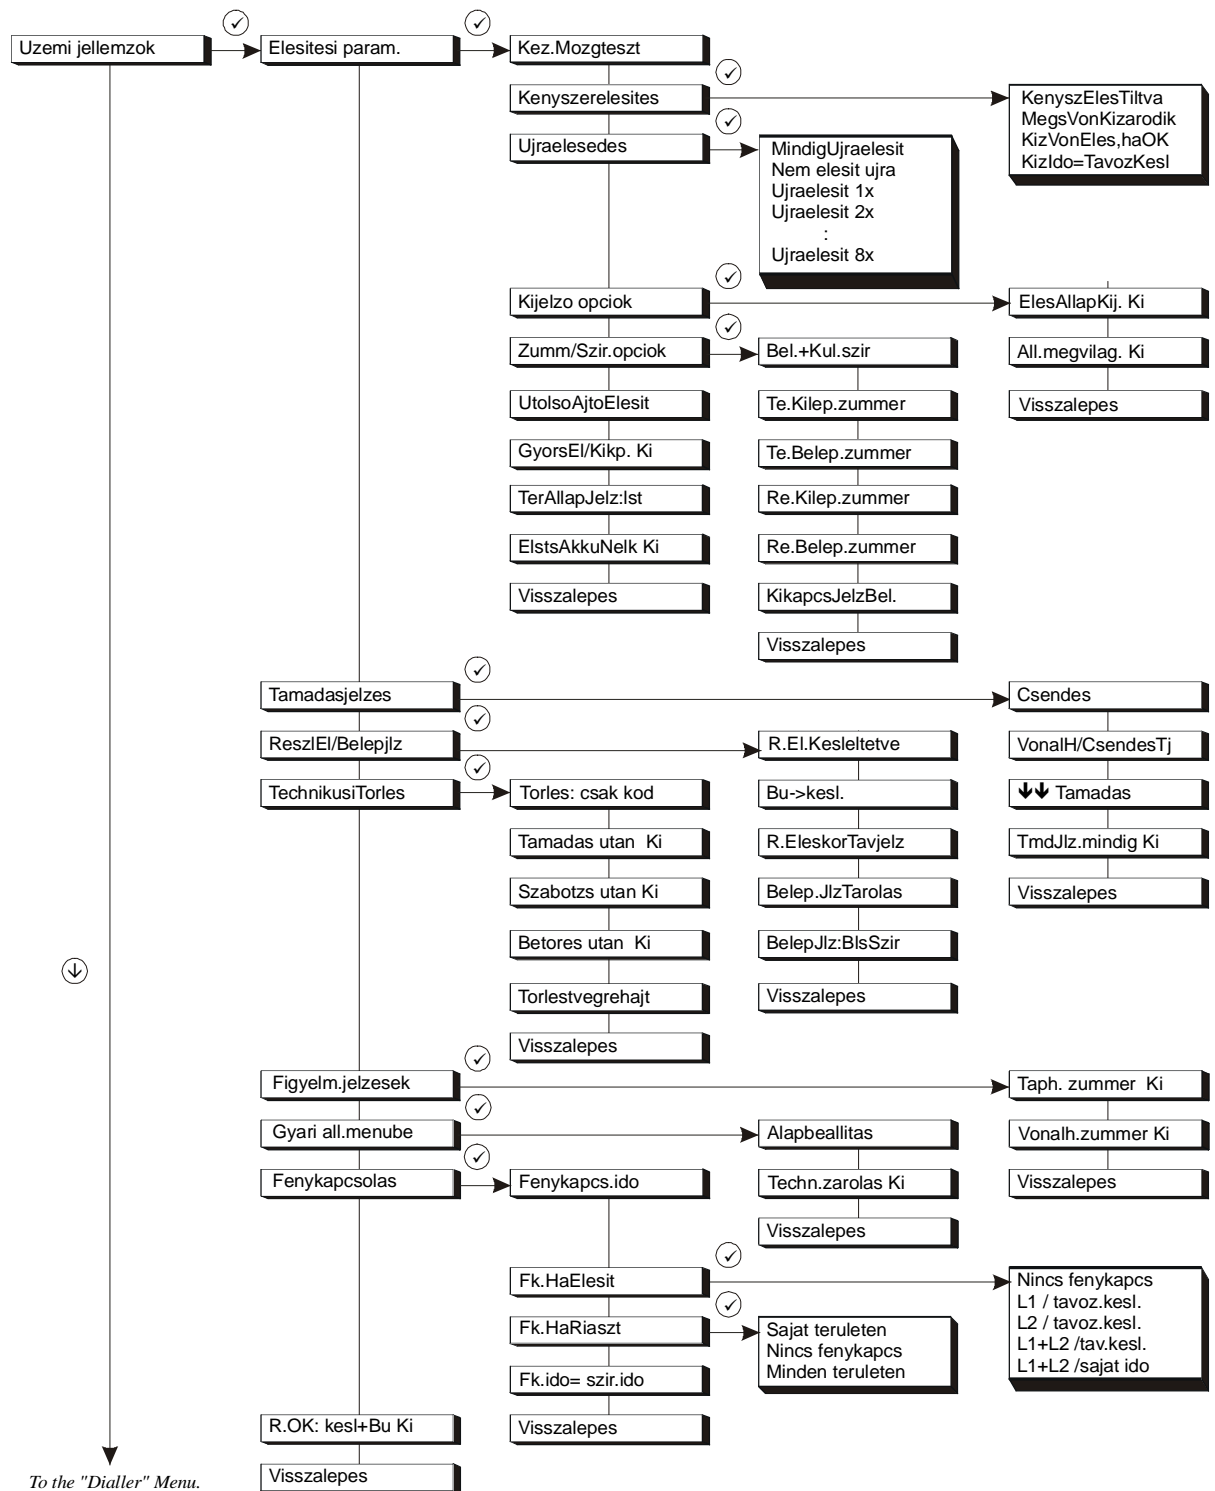 Uzemi jellemzok
Elesitesi param.
Kez.Mozgteszt
Kenyszerelesites
KenyszElesTiltva
MegsVonKizarodik
KizVonEles,haOK
KizIdo=TavozKesl
Ujraelesedes
MindigUjraelesit
Nem elesit ujra
Ujraelesit 1x
Ujraelesit 2x
:
Ujraelesit 8x
Kijelzo opciok
ElesAllapKij. Ki
All.megvilag. Ki
Visszalepes
Zumm/Szir.opciok
Bel.+Kul.szir
Te.Kilep.zummer
Te.Belep.zummer
Re.Kilep.zummer
Re.Belep.zummer
KikapcsJelzBel.
Visszalepes
UtolsoAjtoElesit
GyorsEl/Kikp. Ki
TerAllapJelz:Ist
ElstsAkkuNelk Ki
Visszalepes
Tamadasjelzes
Csendes
VonalH/CsendesTj
🡳🡳 Tamadas
TmdJlz.mindig Ki
Visszalepes
ReszlEl/Belepjlz
R.El.Kesleltetve
Bu->kesl.
R.EleskorTavjelz
Belep.JlzTarolas
BelepJlz:BlsSzir
Visszalepes
TechnikusiTorles
Torles: csak kod
Tamadas utan Ki
Szabotzs utan Ki
Betores utan Ki
Torlestvegrehajt
Visszalepes
Figyelm.jelzesek
Taph. zummer Ki
Vonalh.zummer Ki
Visszalepes
Gyari all.menube
Alapbeallitas
Techn.zarolas Ki
Visszalepes
Fenykapcsolas
Fenykapcs.ido
Fk.HaElesit
Nincs fenykapcs
L1 / tavoz.kesl.
L2 / tavoz.kesl.
L1+L2 /tav.kesl.
L1+L2 /sajat ido
Fk.HaRiaszt
Sajat teruleten
Nincs fenykapcs
Minden teruleten
Fk.ido= szir.ido
Visszalepes
R.OK: kesl+Bu Ki
Visszalepes
To the "Dialler" Menu.